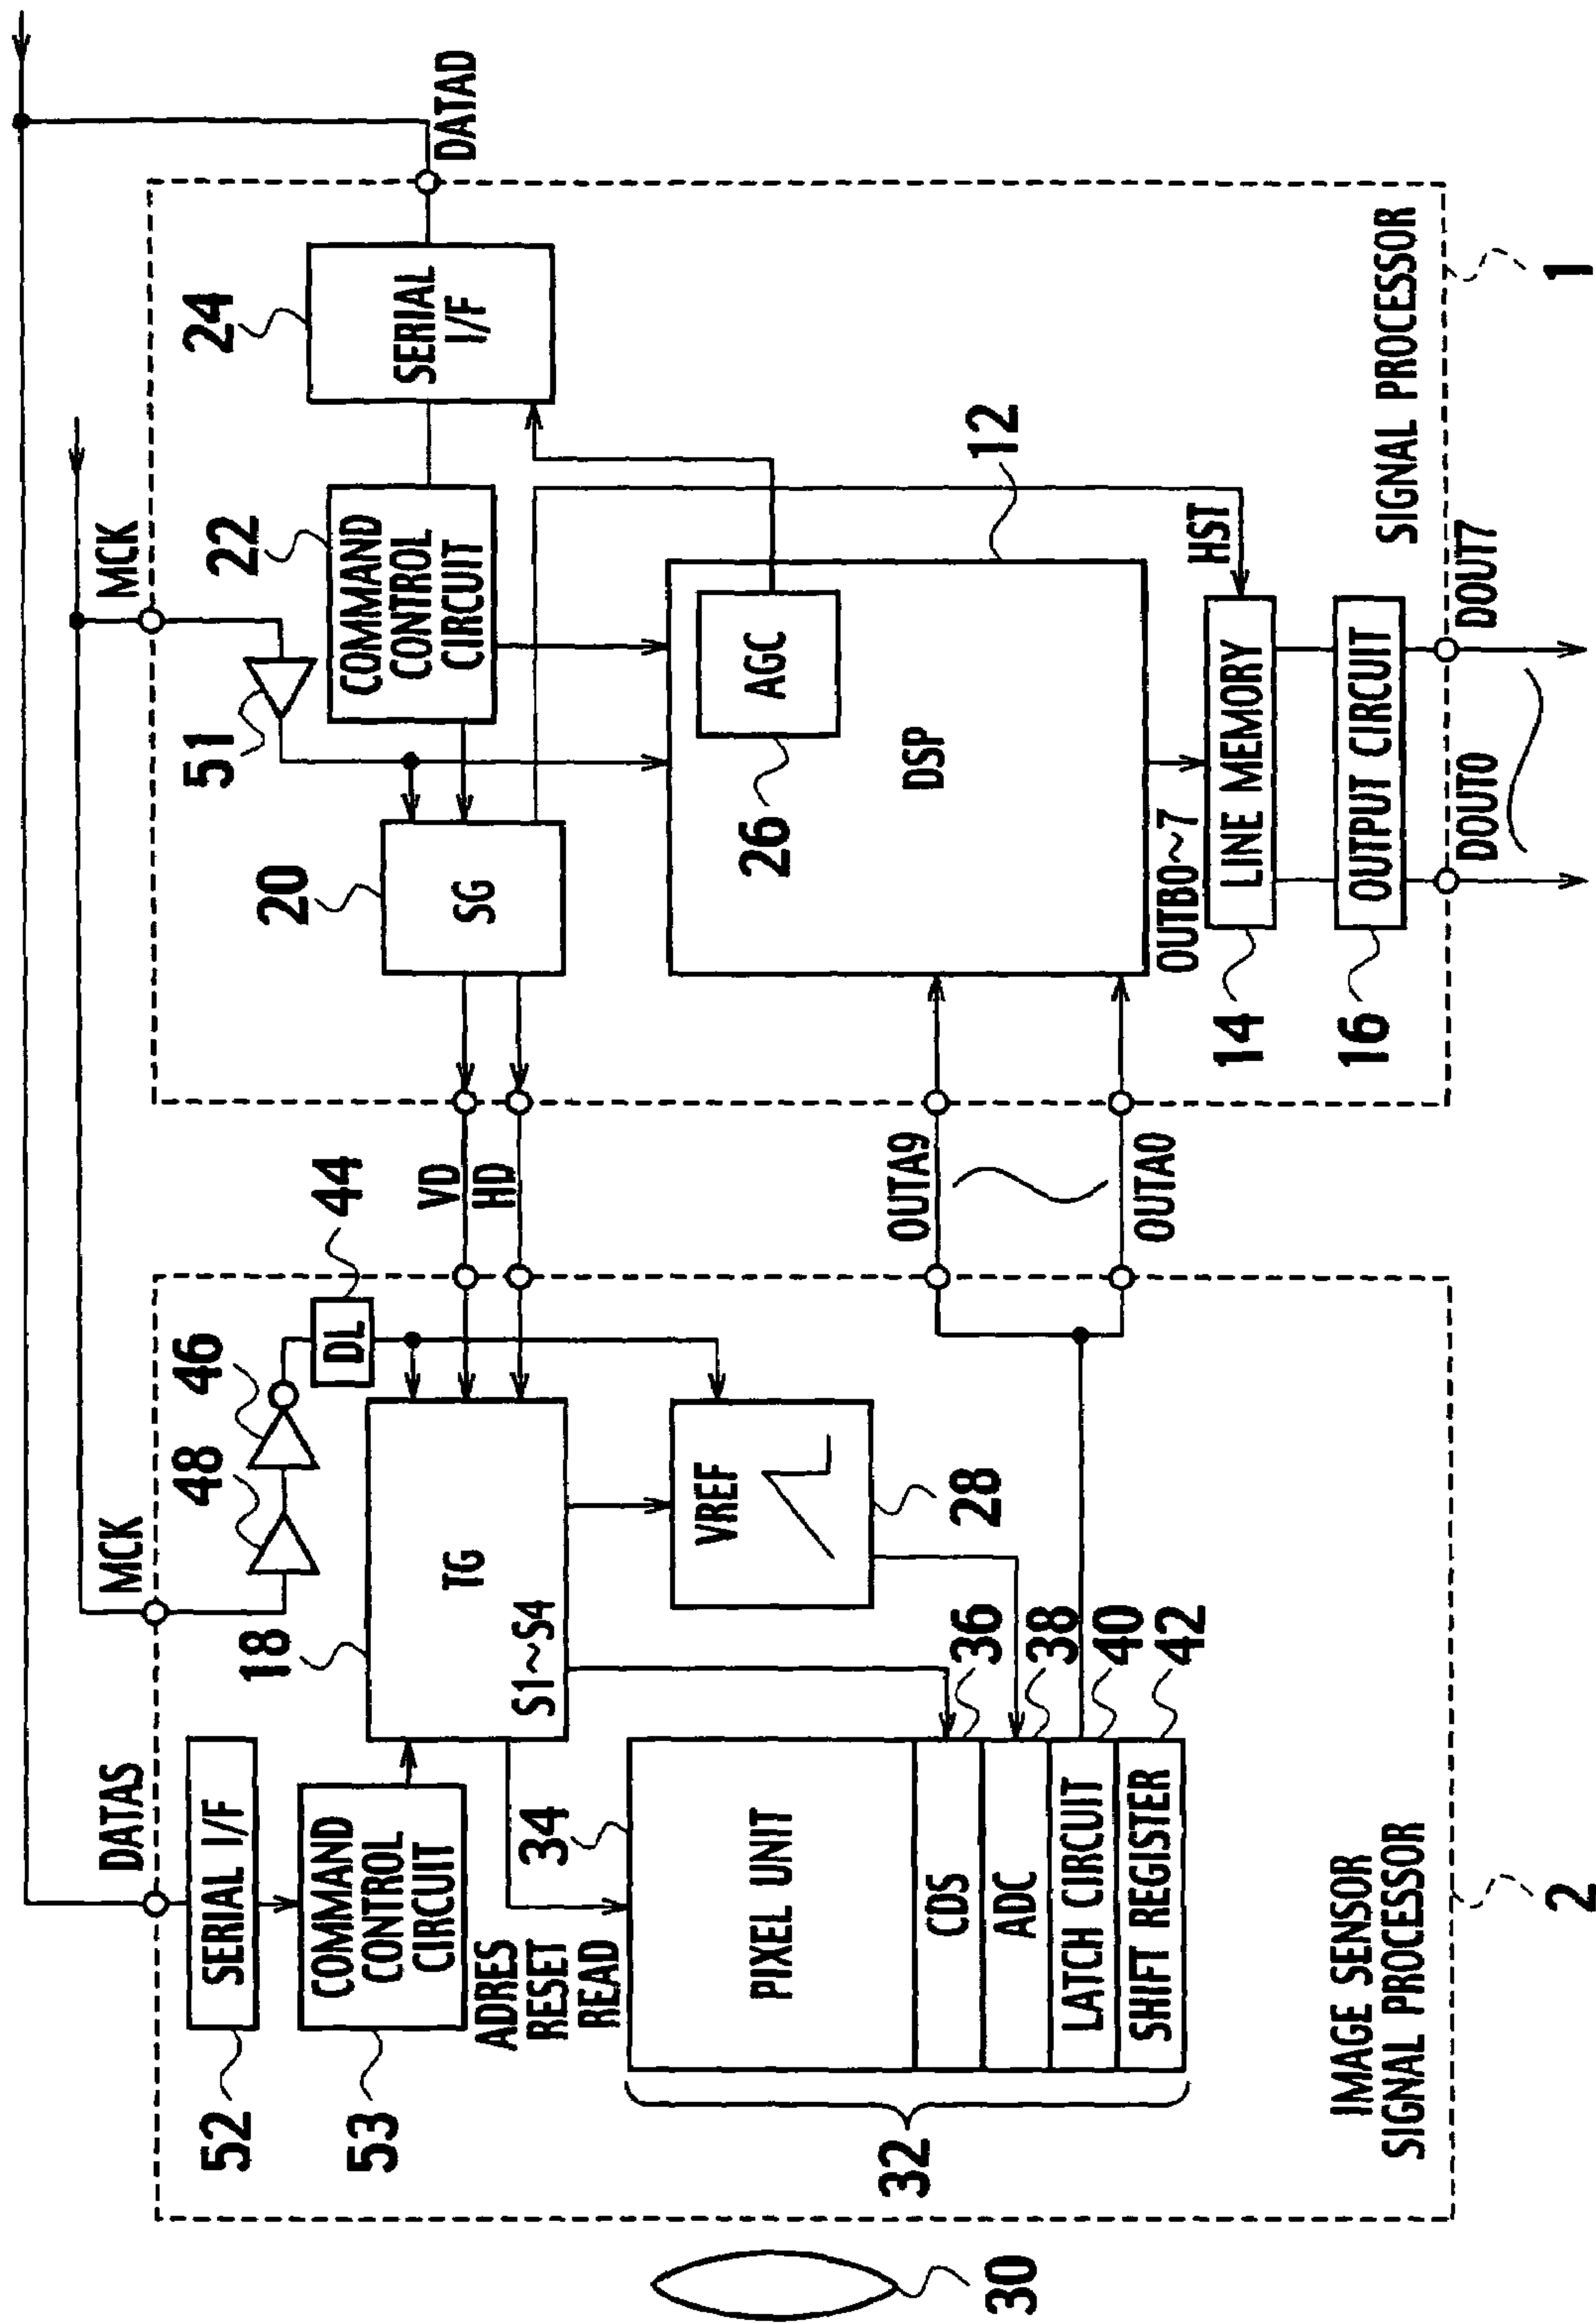 DATAS
MCK
MCK
DATAD
52
SERIAL I/F
53
COMMAND
CONTROL
CIRCUIT
48
46
44
DL
18
TG
S1~S4
ADRES
RESET
READ
VREF
28
34
PIXEL UNIT
CDS
ADC
LATCH CIRCUIT
SHIFT REGISTER
36
38
40
42
32
30
IMAGE SENSOR
SIGNAL PROCESSOR
2
VD
HD
OUTA9
OUTA0
51
20
SG
22
COMMAND
CONTROL
CIRCUIT
24
SERIAL
I/F
12
DSP
AGC
26
OUTB0~7
HST
14
LINE MEMORY
16
OUTPUT CIRCUIT
DOUT0
DOUT7
SIGNAL PROCESSOR
1